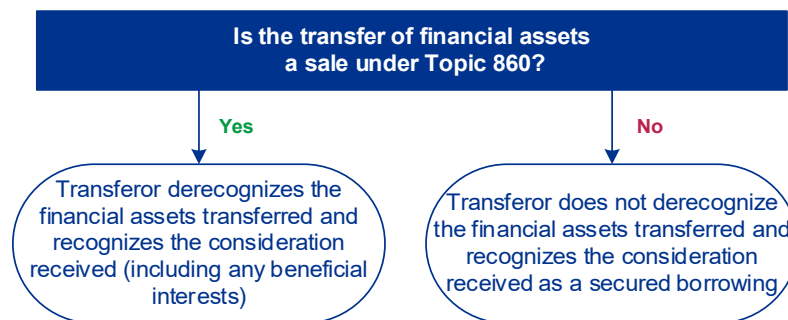 Is the transfer of financial assets
a sale under Topic 860?
Yes
No
Transferor derecognizes the
financial assets transferred and
recognizes the consideration
received (including any beneficial
interests)
Transferor does not derecognize
the financial assets transferred and
recognizes the consideration
received as a secured borrowing